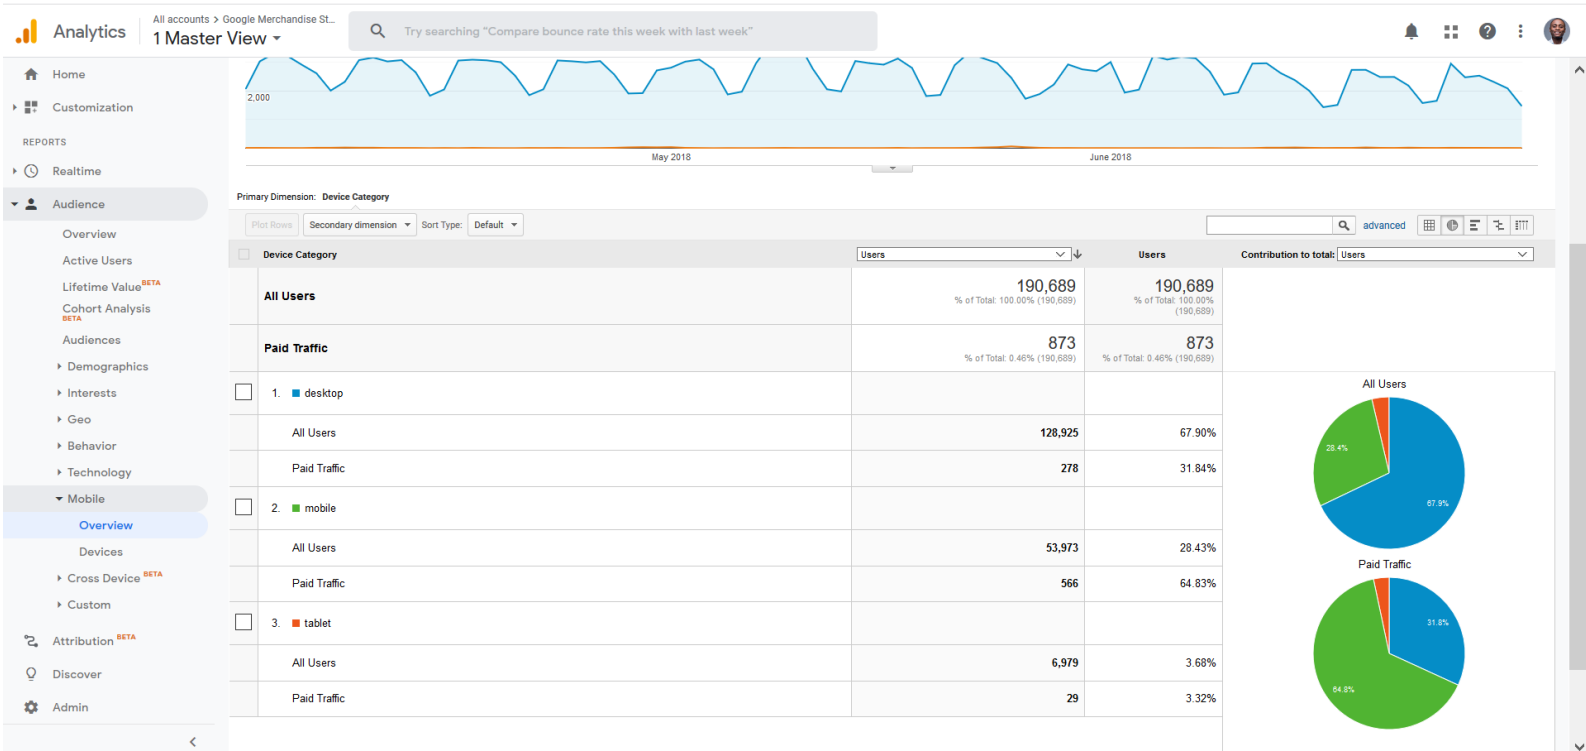 Analytics
All accounts > Google Merchandise St...
1 Master View
Try searching "Compare bounce rate this week with last week"
Home
Customization
REPORTS
Realtime
Audience
Overview
Active Users
Lifetime Value BETA
Cohort Analysis
BETA
Audiences
Demographics
Interests
Geo
Behavior
Technology
Mobile
Overview
Devices
Cross Device BETA
Custom
Attribution BETA
Discover
Admin
2,000
May 2018
June 2018
Primary Dimension: Device Category
Plot Rows
Secondary dimension
Sort Type: Default
advanced
Device Category
Users
Users
Contribution to total: Users
All Users
190,689
% of Total: 100.00% (190,689)
190,689
% of Total: 100.00%
(190,689)
Paid Traffic
873
% of Total: 0.46% (190,689)
873
% of Total: 0.46% (190,689)
1. desktop
All Users 128,925 67.90%
Paid Traffic 278 31.84%
2. mobile
All Users 53,973 28.43%
Paid Traffic 566 64.83%
3. tablet
All Users 6,979 3.68%
Paid Traffic 29 3.32%
All Users
28.4%
67.9%
Paid Traffic
31.8%
64.8%